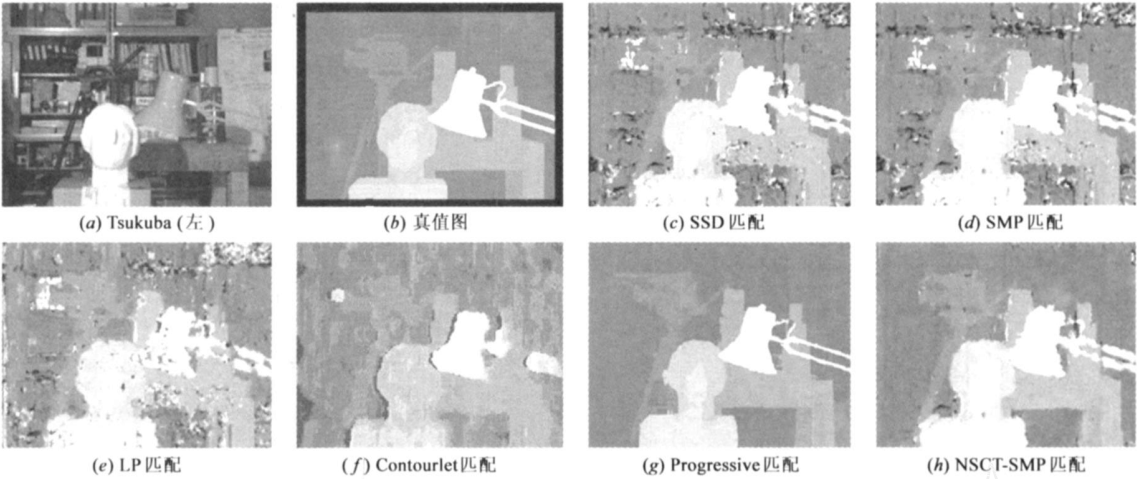 (a) Tsukuba (左)
(b) 真值图
(c) SSD 匹配
(d) SMP 匹配
(e) LP 匹配
(f) Contourlet 匹配
(g) Progressive 匹配
(h) NSCT-SMP 匹配